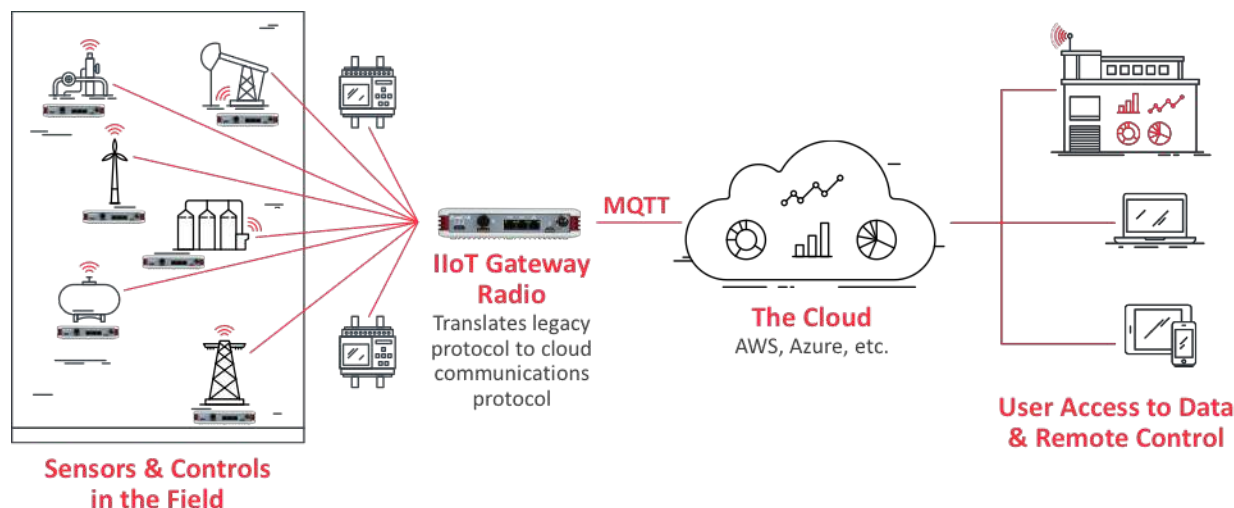 Sensors & Controls
in the Field
IIoT Gateway
Radio
Translates legacy
protocol to cloud
communications
protocol
MQTT
The Cloud
AWS, Azure, etc.
User Access to Data
& Remote Control